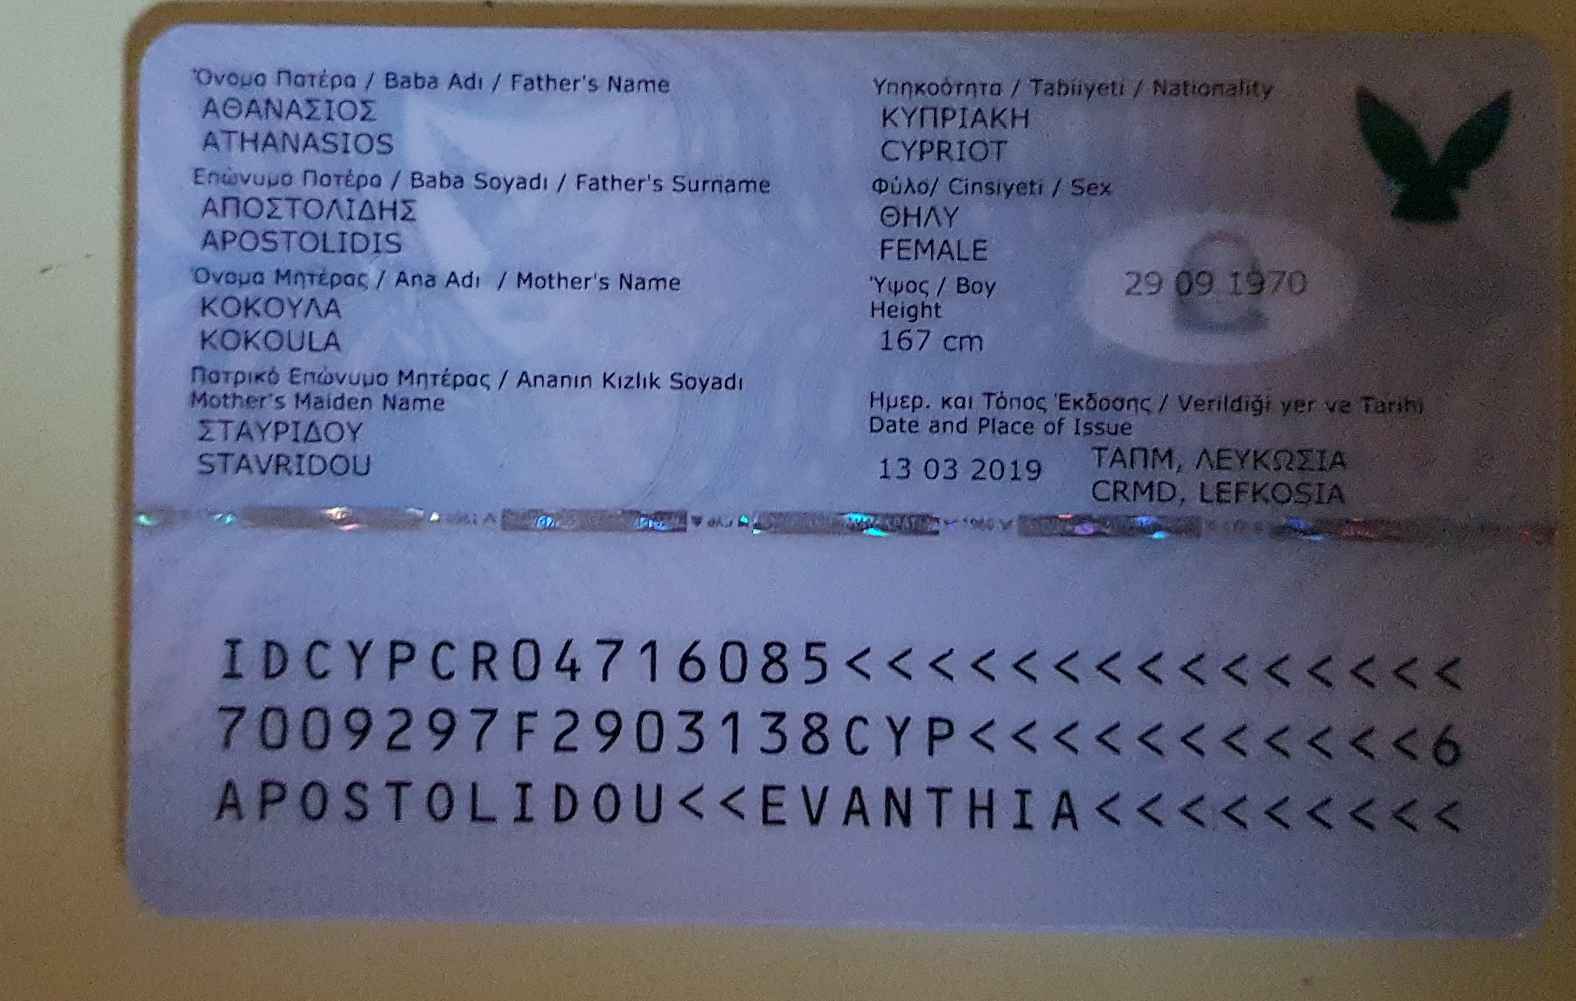 Όνομα Πατέρα / Baba Adı / Father's Name
ΑΘΑΝΑΣΙΟΣ
ATHANASIOS
Επώνυμο Πατέρα / Baba Soyadı / Father's Surname
ΑΠΟΣΤΟΛΙΔΗΣ
APOSTOLIDIS
Όνομα Μητέρας / Ana Adı / Mother's Name
ΚΟΚΟΥΛΑ
KOKOULA
Πατρικό Επώνυμο Μητέρας / Ananın Kızlık Soyadı
Mother's Maiden Name
ΣΤΑΥΡΙΔΟΥ
STAVRIDOU
Υπηκοότητα / Tabiiyeti / Nationality
ΚΥΠΡΙΑΚΗ
CYPRIOT
Φύλο/ Cinsiyeti / Sex
ΘΗΛΥ
FEMALE
Ύψος / Boy
Height
167 cm
29 09 1970
Ημερ. και Τόπος Έκδοσης / Verildiği yer ve Tarihi
Date and Place of Issue
13 03 2019
ΤΑΠΜ, ΛΕΥΚΩΣΙΑ
CRMD, LEFKOSIA
IDCYPCR04716085<<<<<<<<<<<<<<<
7009297F2903138CYP<<<<<<<<<<<6
APOSTOLIDOU<<EVANTHIA<<<<<<<<<